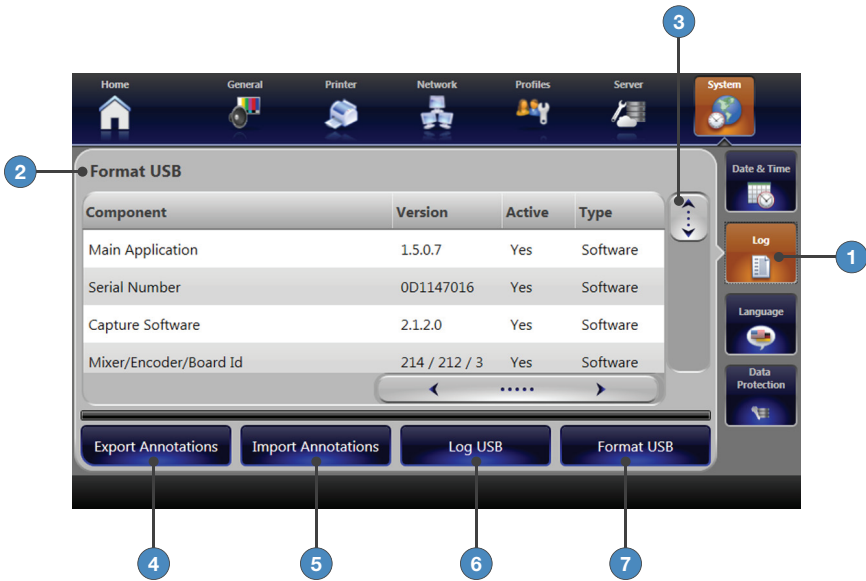 3
Home General Printer Network Profiles Server System
2
Format USB
Date & Time
Component Version Active Type
Main Application 1.5.0.7 Yes Software
Log
1
Serial Number 0D1147016 Yes Software
Capture Software 2.1.2.0 Yes Software
Language
Mixer/Encoder/Board Id 214 / 212 / 3 Yes Software
Data
Protection
Export Annotations Import Annotations Log USB Format USB
4 5 6 7